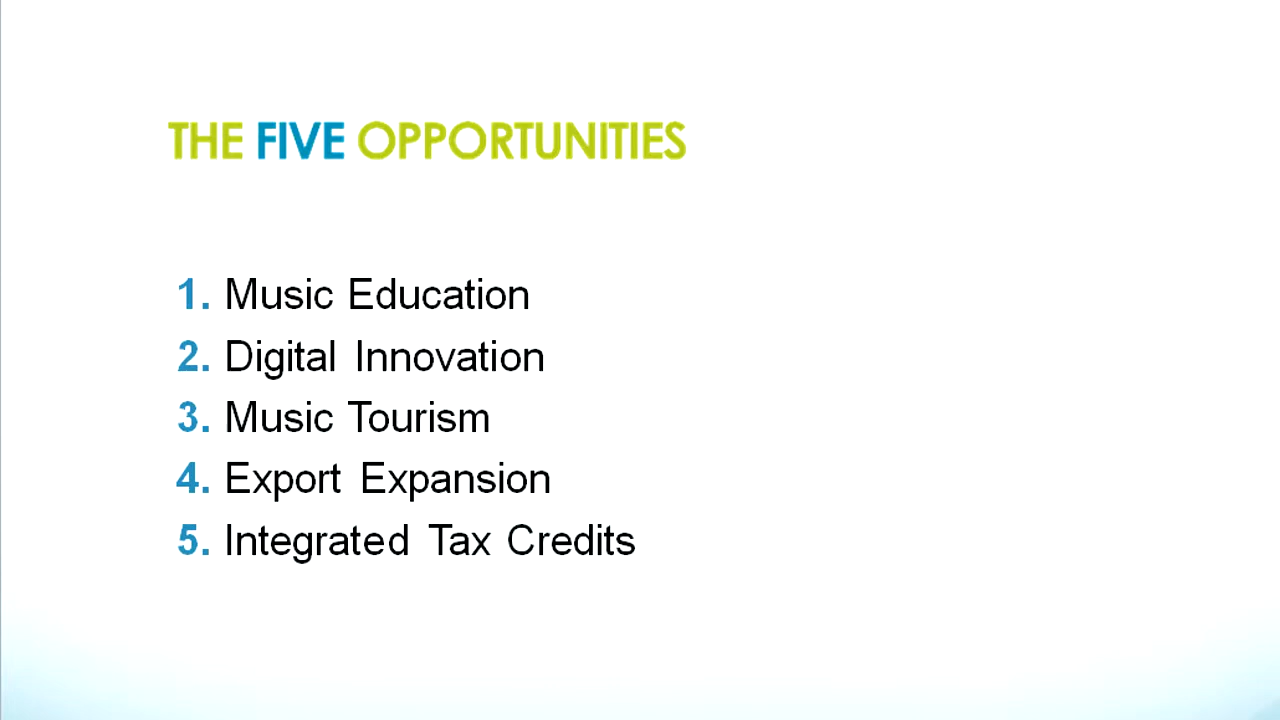 THE FIVE OPPORTUNITIES
1. Music Education
2. Digital Innovation
3. Music Tourism
4. Export Expansion
5. Integrated Tax Credits